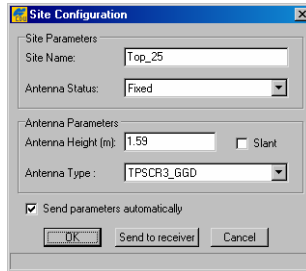 Site Configuration
Site Parameters
Site Name: Top_25
Antenna Status: Fixed
Antenna Parameters
Antenna Height (m): 1.59 Slant
Antenna Type : TPSCR3_GGD
Send parameters automatically
OK Send to receiver Cancel